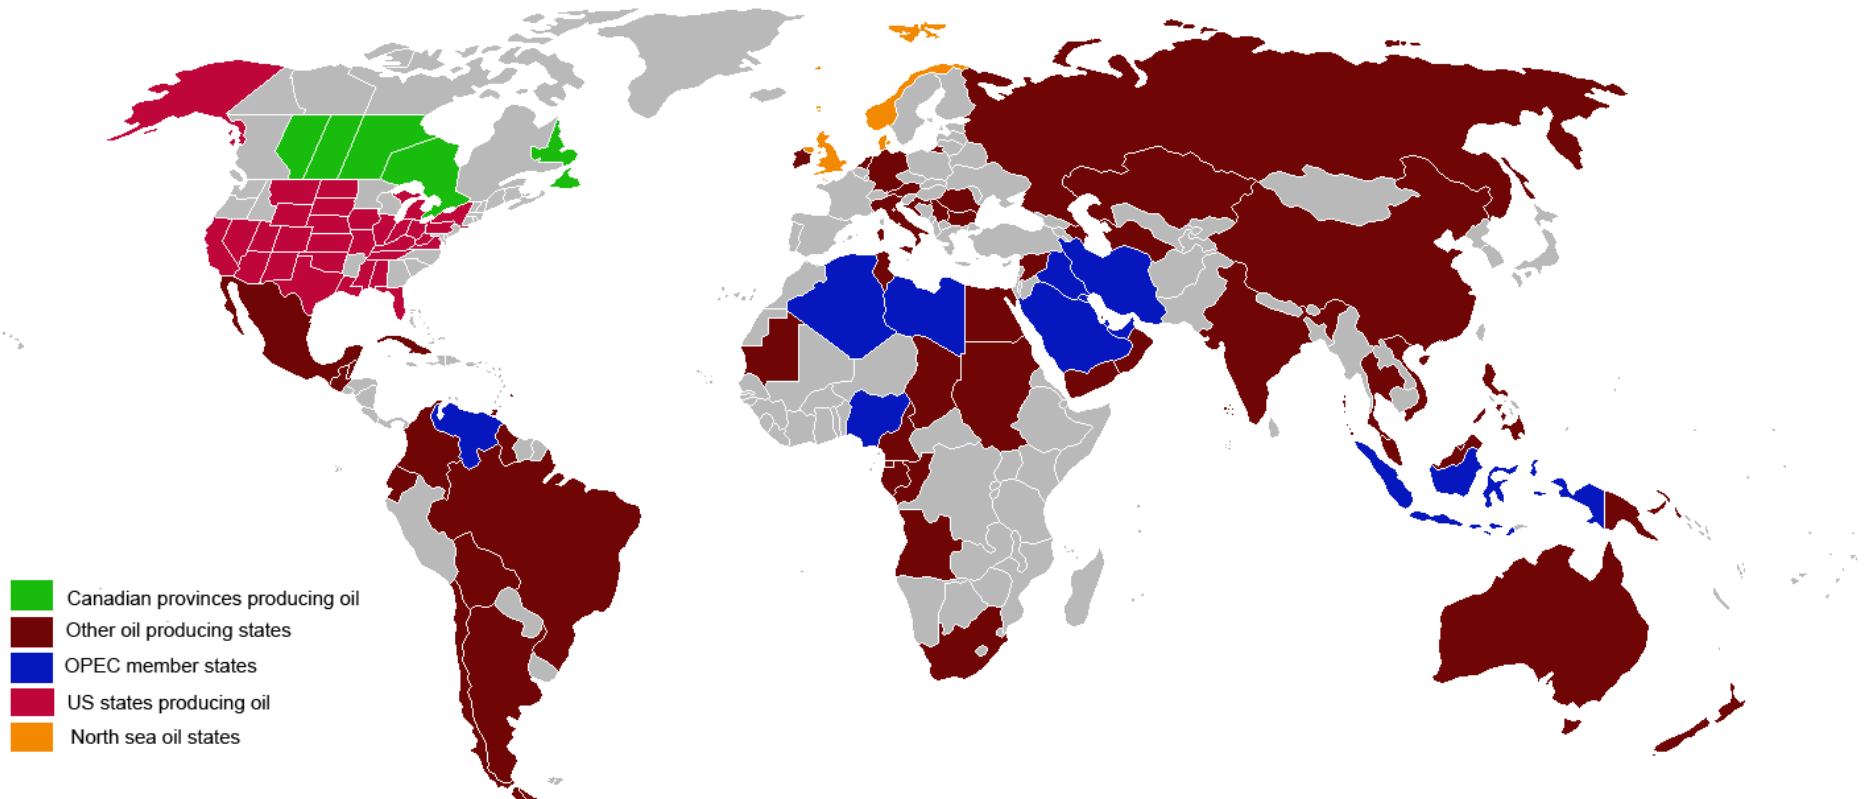 Canadian provinces producing oil
Other oil producing states
OPEC member states
US states producing oil
North sea oil states